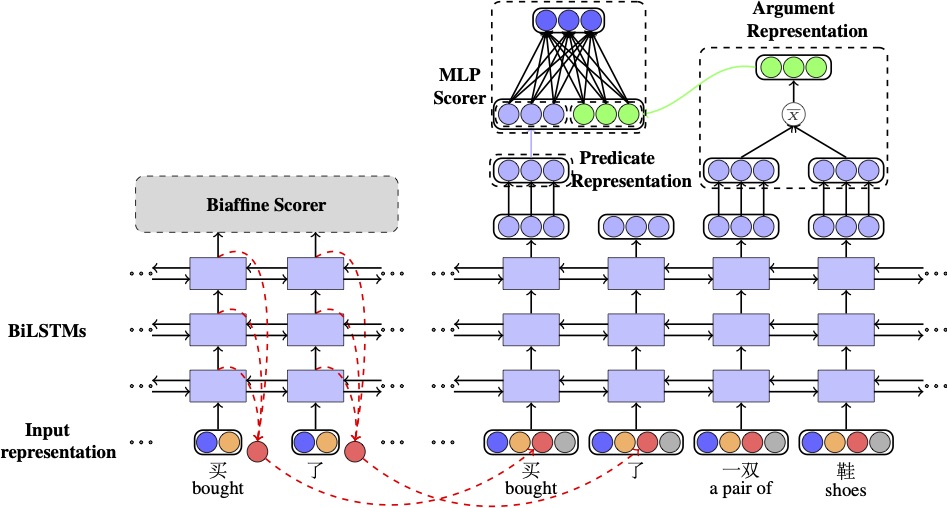 Argument
Representation
MLP
Scorer
x̅
Predicate
Representation
Biaffine Scorer
BiLSTMs
Input
representation
买
bought
了
买
bought
了
一双
a pair of
鞋
shoes